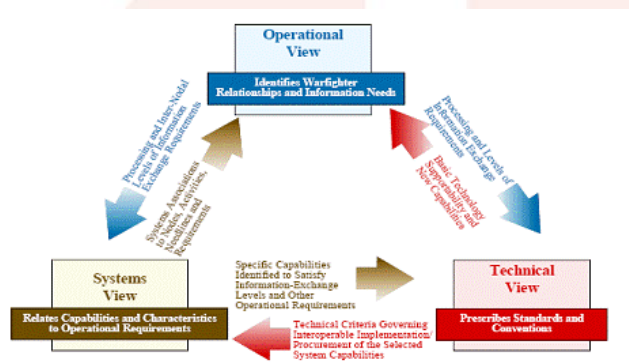 Operational
View
Identifies Warfighter
Relationships and Information Needs
Processing and Inter-Nodal
Levels of Information
Exchange Requirements
Systems Associations
to Nodes, Activities,
Needlines and
Requirements
Processing and Levels of
Information Exchange
Requirements
Basic Technology
Supportability and
New Capabilities
Systems
View
Relates Capabilities and Characteristics
to Operational Requirements
Specific Capabilities
Identified to Satisfy
Information-Exchange
Levels and Other
Operational Requirements
Technical
View
Prescribes Standards and
Conventions
Technical Criteria Governing
Interoperable Implementation/
Procurement of the Selected
System Capabilities